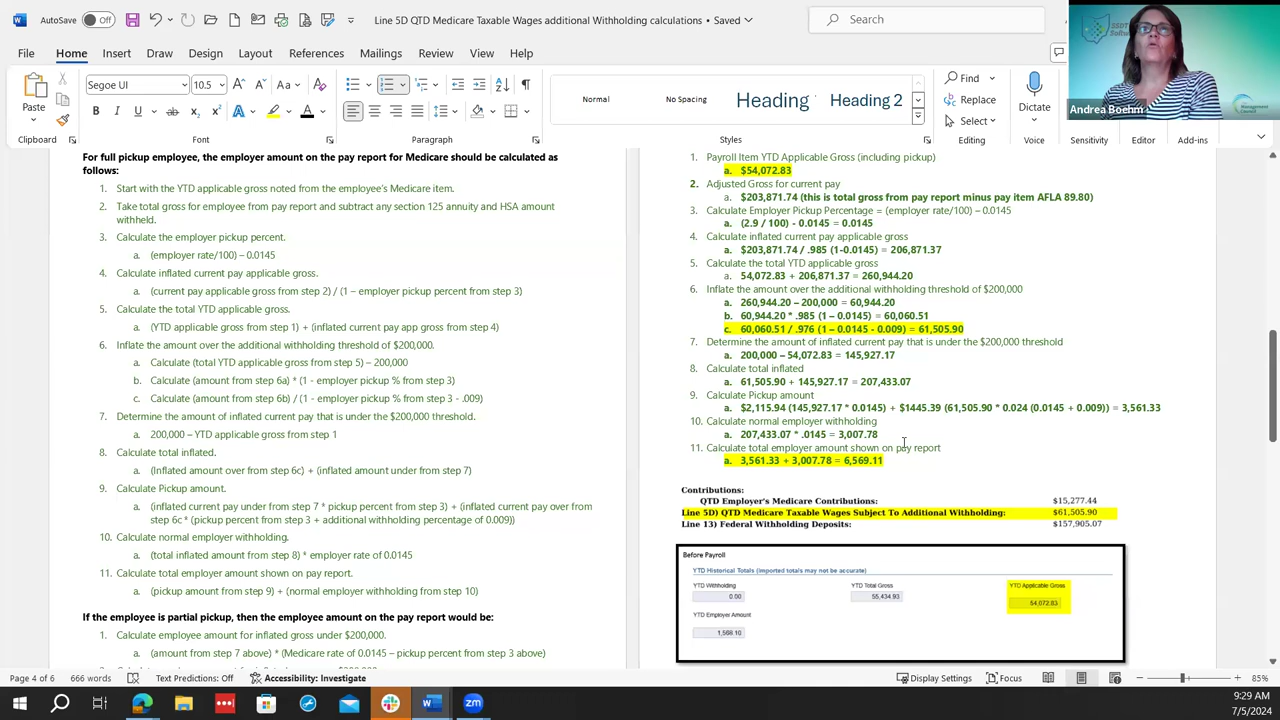 AutoSave Off Line 5D QTD Medicare Taxable Wages additional Withholding calculations • Saved Search
File Home Insert Draw Design Layout References Mailings Review View Help
Paste Segoe UI 10.5 Normal No Spacing Heading Heading 2 Find Replace Select Dictate
Andrea Boehm
Clipboard Font Paragraph Styles Editing Voice Sensitivity Editor Add-ins
For full pickup employee, the employer amount on the pay report for Medicare should be calculated as
follows:
1. Start with the YTD applicable gross noted from the employee's Medicare item.
2. Take total gross for employee from pay report and subtract any section 125 annuity and HSA amount
withheld.
3. Calculate the employer pickup percent.
a. (employer rate/100) – 0.0145
4. Calculate inflated current pay applicable gross.
a. (current pay applicable gross from step 2) / (1 – employer pickup percent from step 3)
5. Calculate the total YTD applicable gross.
a. (YTD applicable gross from step 1) + (inflated current pay app gross from step 4)
6. Inflate the amount over the additional withholding threshold of $200,000.
a. Calculate (total YTD applicable gross from step 5) – 200,000
b. Calculate (amount from step 6a) * (1 - employer pickup % from step 3)
c. Calculate (amount from step 6b) / (1 - employer pickup % from step 3 - .009)
7. Determine the amount of inflated current pay that is under the $200,000 threshold.
a. 200,000 – YTD applicable gross from step 1
8. Calculate total inflated.
a. (Inflated amount over from step 6c) + (inflated amount under from step 7)
9. Calculate Pickup amount.
a. (inflated current pay under from step 7 * pickup percent from step 3) + (inflated current pay over from
step 6c * (pickup percent from step 3 + additional withholding percentage of 0.009))
10. Calculate normal employer withholding.
a. (total inflated amount from step 8) * employer rate of 0.0145
11. Calculate total employer amount shown on pay report.
a. (pickup amount from step 9) + (normal employer withholding from step 10)
If the employee is partial pickup, then the employee amount on the pay report would be:
1. Calculate employee amount for inflated gross under $200,000.
a. (amount from step 7 above) * (Medicare rate of 0.0145 – pickup percent from step 3 above)
1. Payroll Item YTD Applicable Gross (including pickup)
a. $54,072.83
2. Adjusted Gross for current pay
a. $203,871.74 (this is total gross from pay report minus pay item AFLA 89.80)
3. Calculate Employer Pickup Percentage = (employer rate/100) – 0.0145
a. (2.9 / 100) - 0.0145 = 0.0145
4. Calculate inflated current pay applicable gross
a. $203,871.74 / .985 (1-0.0145) = 206,871.37
5. Calculate the total YTD applicable gross
a. 54,072.83 + 206,871.37 = 260,944.20
6. Inflate the amount over the additional withholding threshold of $200,000
a. 260,944.20 – 200,000 = 60,944.20
b. 60,944.20 * .985 (1 – 0.0145) = 60,060.51
c. 60,060.51 / .976 (1 – 0.0145 - 0.009) = 61,505.90
7. Determine the amount of inflated current pay that is under the $200,000 threshold
a. 200,000 – 54,072.83 = 145,927.17
8. Calculate total inflated
a. 61,505.90 + 145,927.17 = 207,433.07
9. Calculate Pickup amount
a. $2,115.94 (145,927.17 * 0.0145) + $1445.39 (61,505.90 * 0.024 (0.0145 + 0.009)) = 3,561.33
10. Calculate normal employer withholding
a. 207,433.07 * .0145 = 3,007.78
11. Calculate total employer amount shown on pay report
a. 3,561.33 + 3,007.78 = 6,569.11
Contributions:
QTD Employer's Medicare Contributions: $15,277.44
Line 5D) QTD Medicare Taxable Wages Subject To Additional Withholding: $61,505.90
Line 13) Federal Withholding Deposits: $157,905.07
Before Payroll
YTD Historical Totals (Imported totals may not be accurate)
YTD Withholding YTD Total Gross YTD Applicable Gross
0.00 55,434.93 54,072.83
YTD Employer Amount
1,568.10
Page 4 of 6 666 words Text Predictions: Off Accessibility: Investigate Display Settings Focus 85%
9:29 AM
7/5/2024